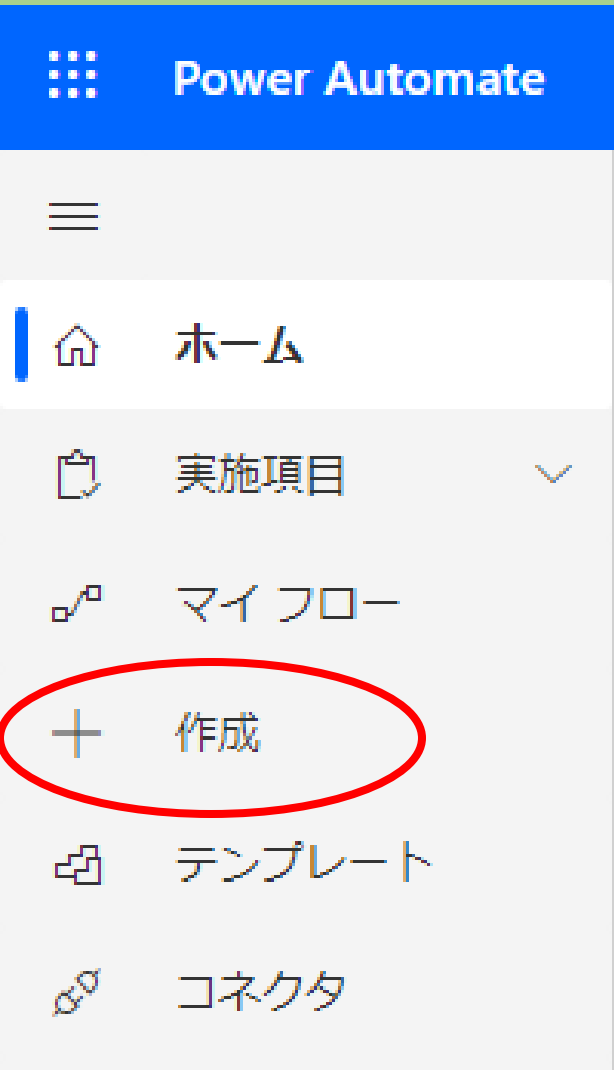 Power Automate
ホーム
実施項目
マイ フロー
作成
テンプレート
コネクタ